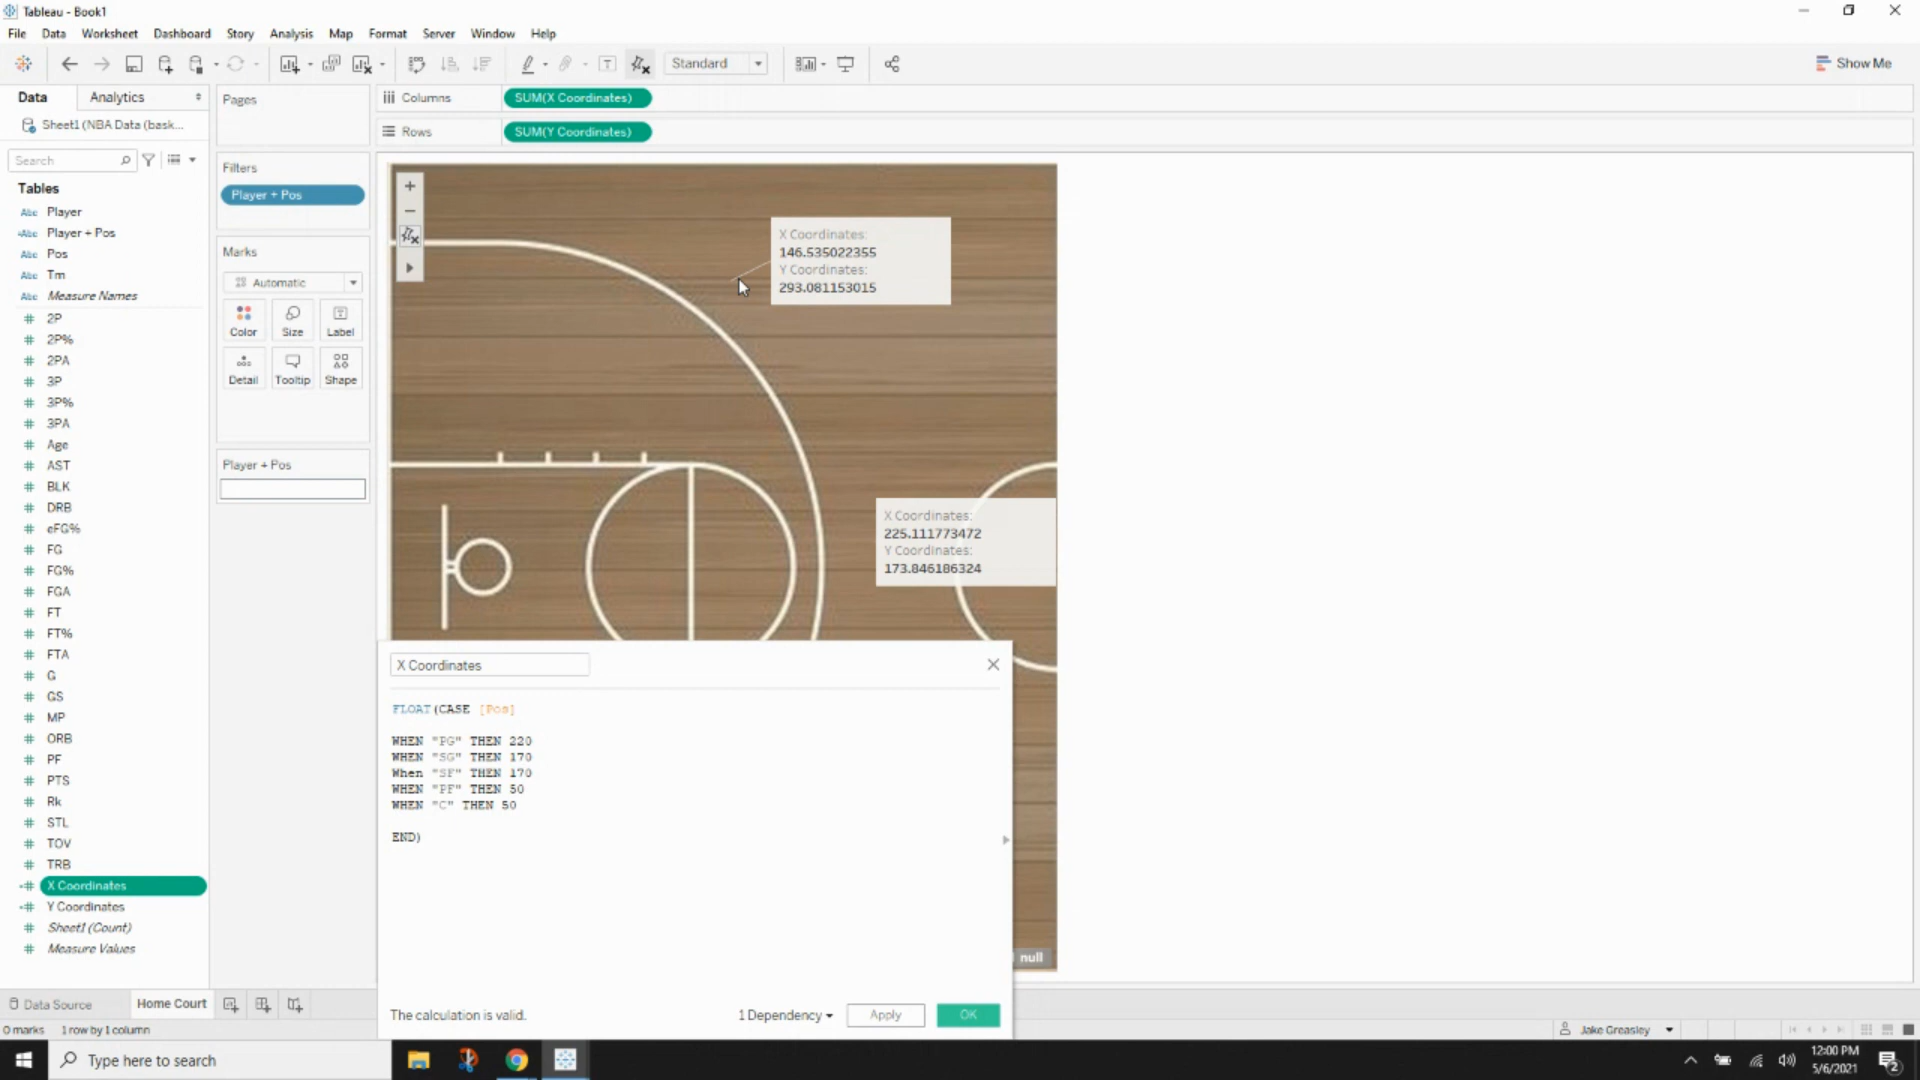 Tableau - Book1
File Data Worksheet Dashboard Story Analysis Map Format Server Window Help
Standard
Show Me
Data Analytics
Sheet1 (NBA Data (bask...
Search
Tables
Abc Player
Abc Player + Pos
Abc Pos
Abc Tm
Abc Measure Names
# 2P
# 2P%
# 2PA
# 3P
# 3P%
# 3PA
# Age
# AST
# BLK
# DRB
# eFG%
# FG
# FG%
# FGA
# FT
# FT%
# FTA
# G
# GS
# MP
# ORB
# PF
# PTS
# Rk
# STL
# TOV
# TRB
# X Coordinates
# Y Coordinates
# Sheet1 (Count)
# Measure Values
Pages
Filters
Player + Pos
Marks
Automatic
Color Size Label
Detail Tooltip Shape
Player + Pos
Columns SUM(X Coordinates)
Rows SUM(Y Coordinates)
X Coordinates:
146.535022355
Y Coordinates:
293.081153015
X Coordinates:
225.111773472
Y Coordinates:
173.846186324
X Coordinates
FLOAT(CASE [Pos]
WHEN "PG" THEN 220
WHEN "SG" THEN 170
When "SF" THEN 170
WHEN "PF" THEN 50
WHEN "C" THEN 50
END)
null
The calculation is valid.
1 Dependency
Apply
OK
Data Source Home Court
0 marks 1 row by 1 column
Jake Greasley
Type here to search
12:00 PM
5/6/2021
2